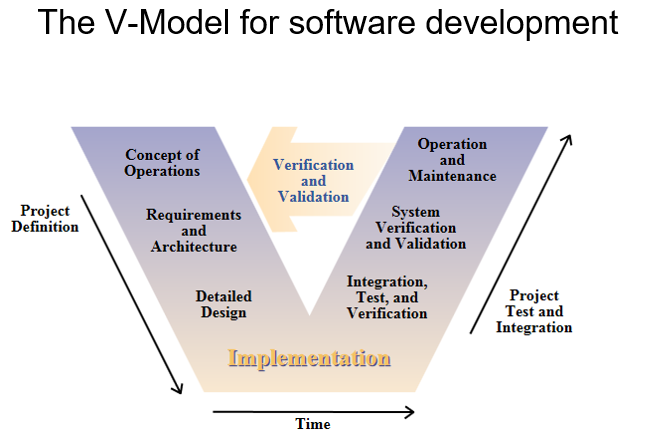 The V-Model for software development
Concept of
Operations
Verification
and
Validation
Operation
and
Maintenance
Project
Definition
Requirements
and
Architecture
System
Verification
and Validation
Detailed
Design
Integration,
Test, and
Verification
Project
Test and
Integration
Implementation
Time